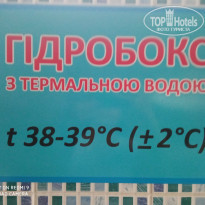 TOP Hotels
ГІДРОБОКС
З ТЕРМАЛЬНОЮ ВОДОЮ
t 38-39°C (±2°C)